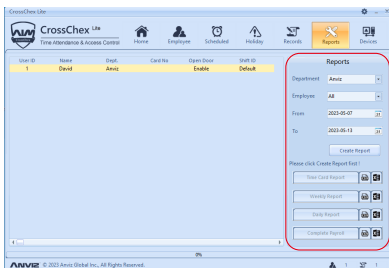 CrossChex Lite
CrossChex Lite
Time Attendance & Access Control
Home
Employee
Scheduled
Holiday
Records
Reports
Devices
User ID Name Dept. Card No Open Door Shift ID
1 David Anviz Enable Default
Reports
Department Anviz
Employee All
From 2023-05-07
To 2023-05-13
Create Report
Please click Create Report first !
Time Card Report
Weekly Report
Daily Report
Complete Report
0%
ANVIZ © 2023 Anviz Global Inc., All Rights Reserved. 1 1